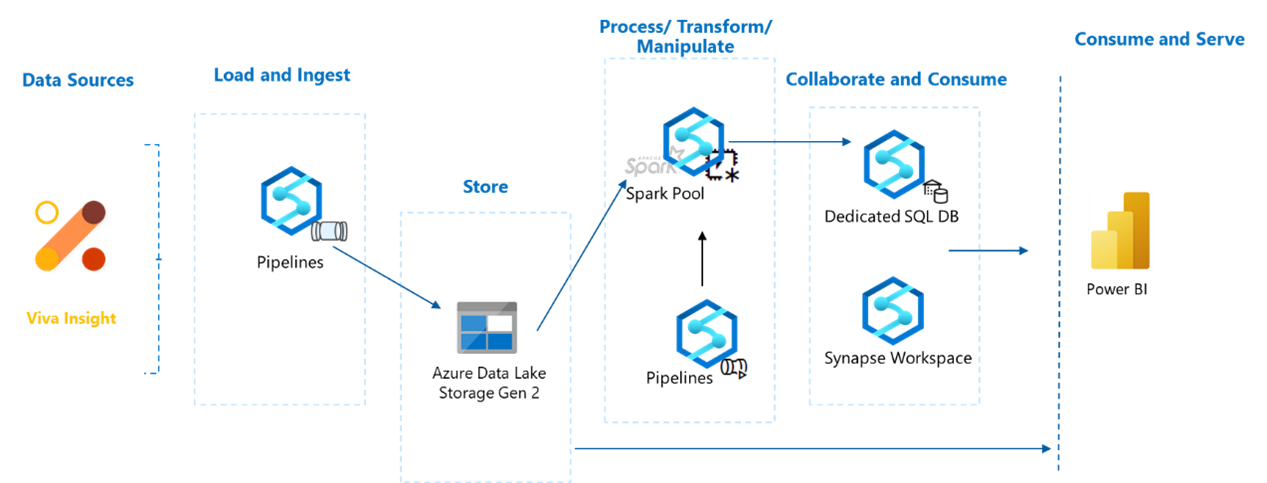 Data Sources
Viva Insight
Load and Ingest
Pipelines
Store
Azure Data Lake
Storage Gen 2
Process/ Transform/
Manipulate
APACHE
Spark
Spark Pool
Pipelines
Collaborate and Consume
Dedicated SQL DB
Synapse Workspace
Consume and Serve
Power BI